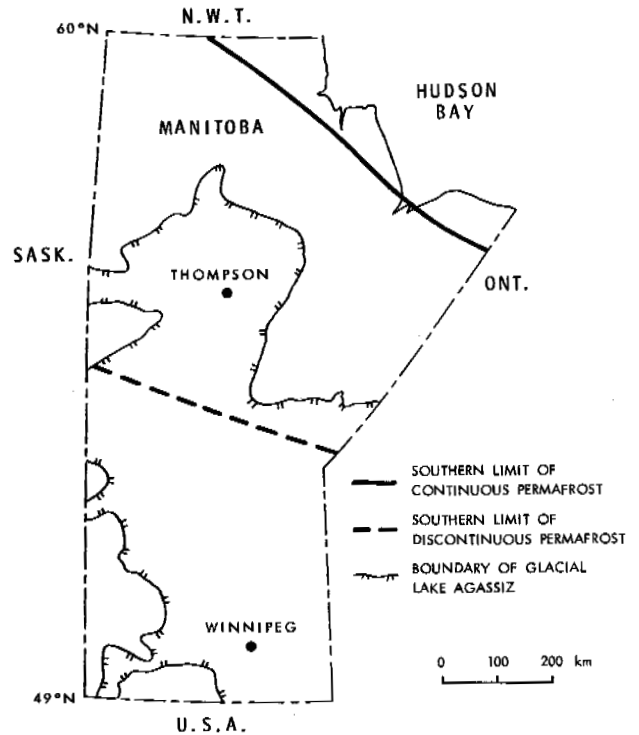 N.W.T.
60°N
HUDSON
BAY
MANITOBA
SASK.
THOMPSON
ONT.
SOUTHERN LIMIT OF
CONTINUOUS PERMAFROST
SOUTHERN LIMIT OF
DISCONTINUOUS PERMAFROST
BOUNDARY OF GLACIAL
LAKE AGASSIZ
WINNIPEG
0 100 200 km
49°N
U.S.A.